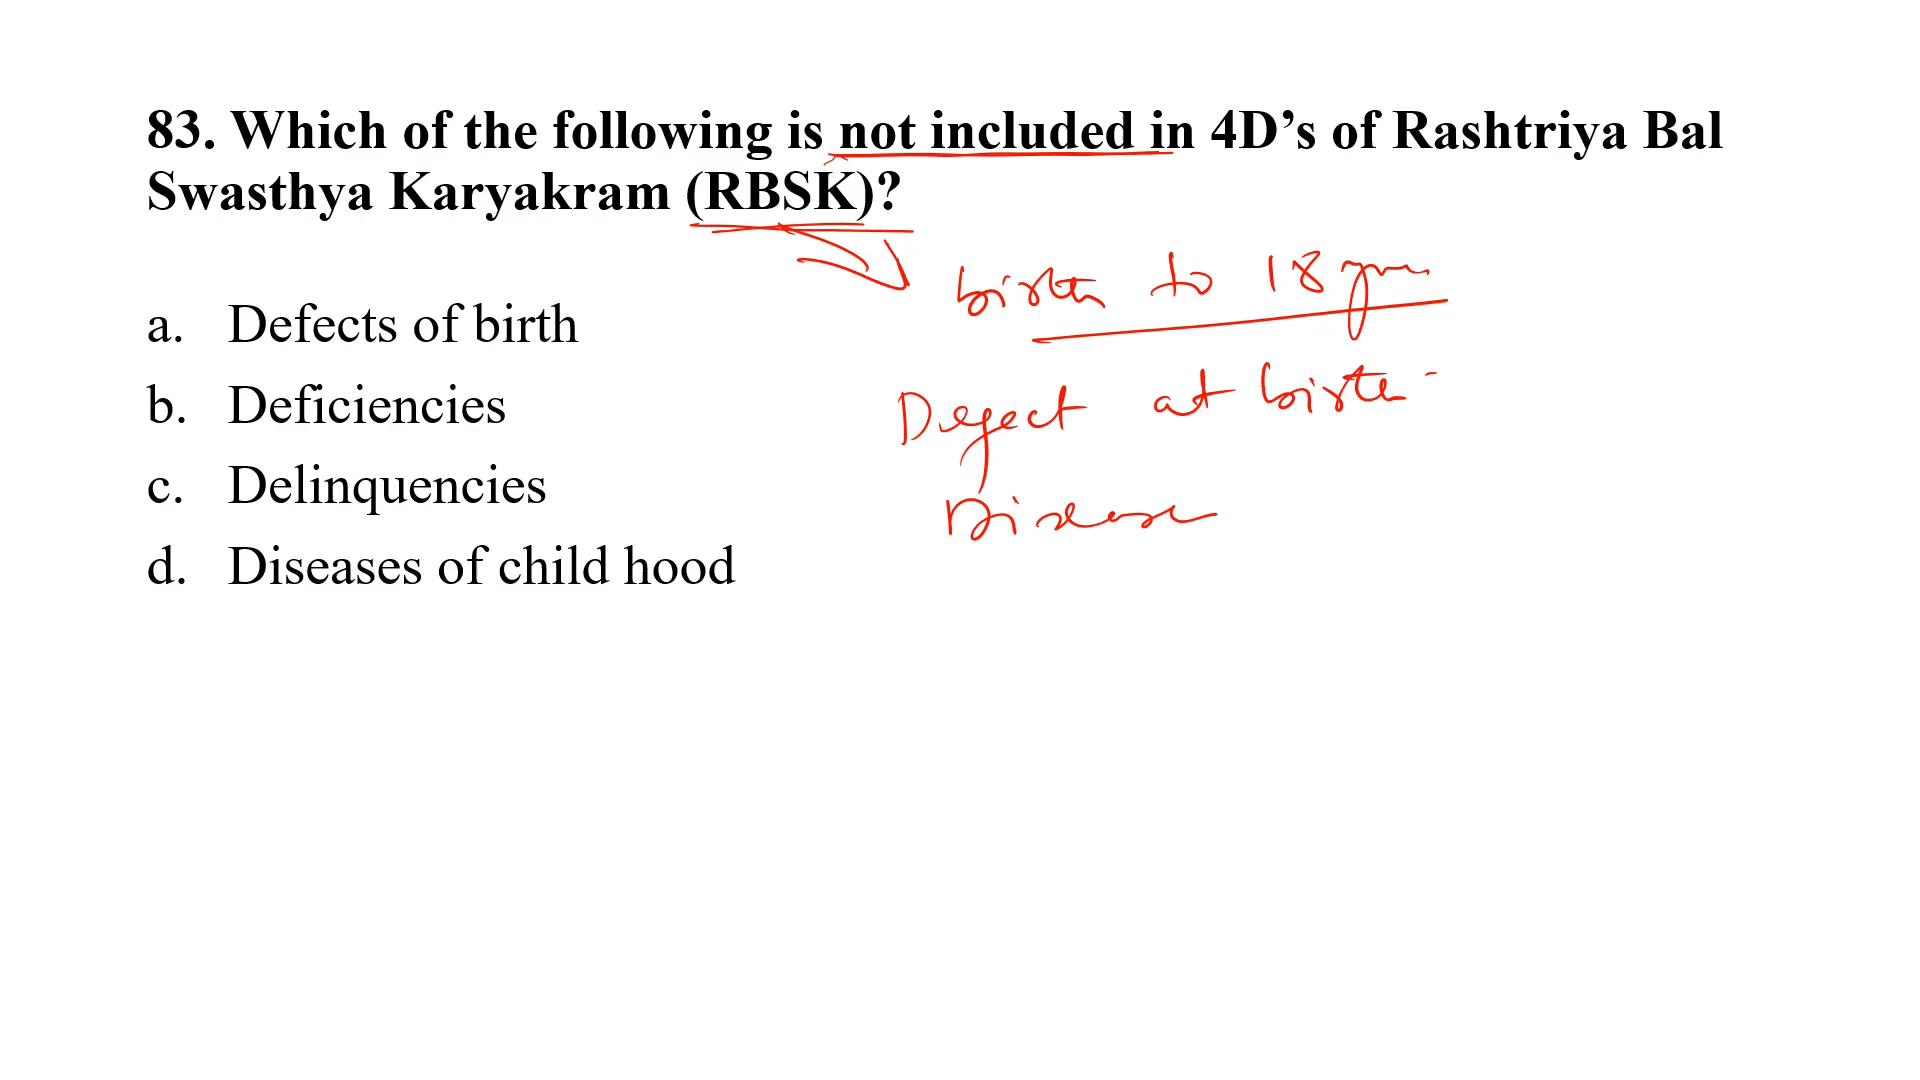 83. Which of the following is not included in 4D’s of Rashtriya Bal
Swasthya Karyakram (RBSK)?
birth to 18
a. Defects of birth
Defect at birth
b. Deficiencies
c. Delinquencies
Disease
d. Diseases of child hood